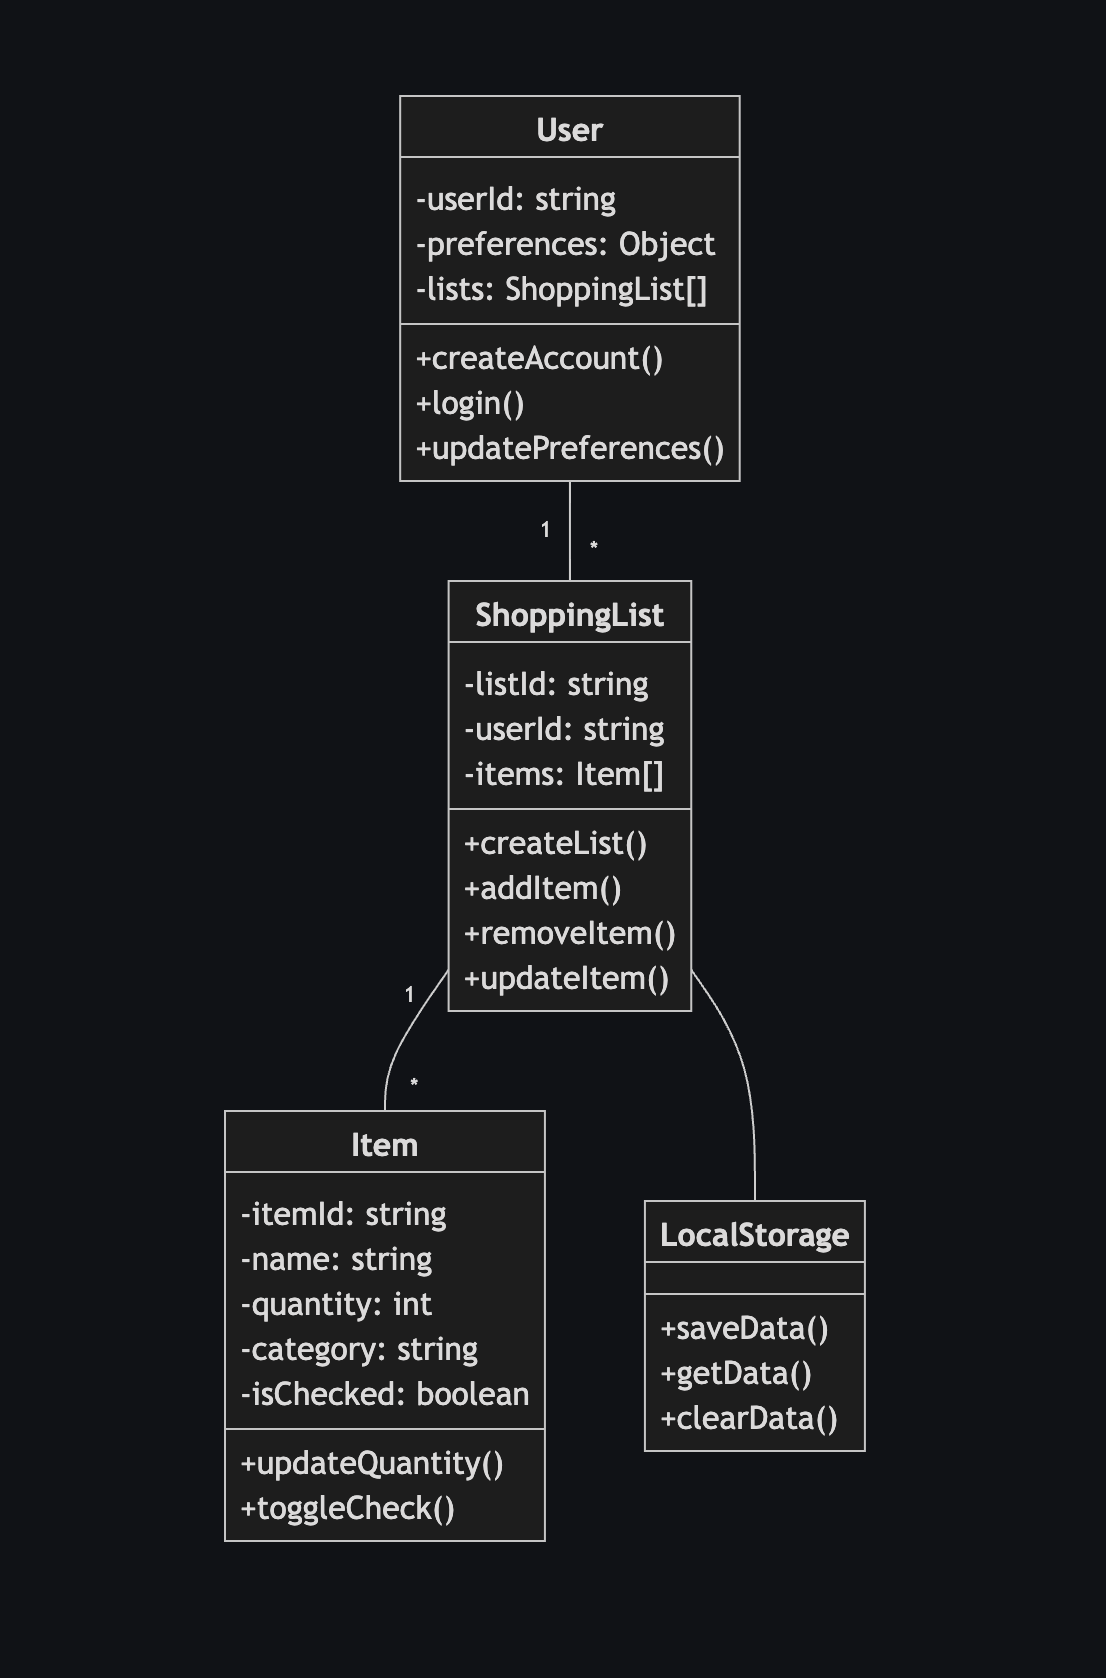 User
-userId: string
-preferences: Object
-lists: ShoppingList[]
+createAccount()
+login()
+updatePreferences()
1
*
ShoppingList
-listId: string
-userId: string
-items: Item[]
+createList()
+addItem()
+removeItem()
+updateItem()
1
*
Item
-itemId: string
-name: string
-quantity: int
-category: string
-isChecked: boolean
+updateQuantity()
+toggleCheck()
LocalStorage
+saveData()
+getData()
+clearData()